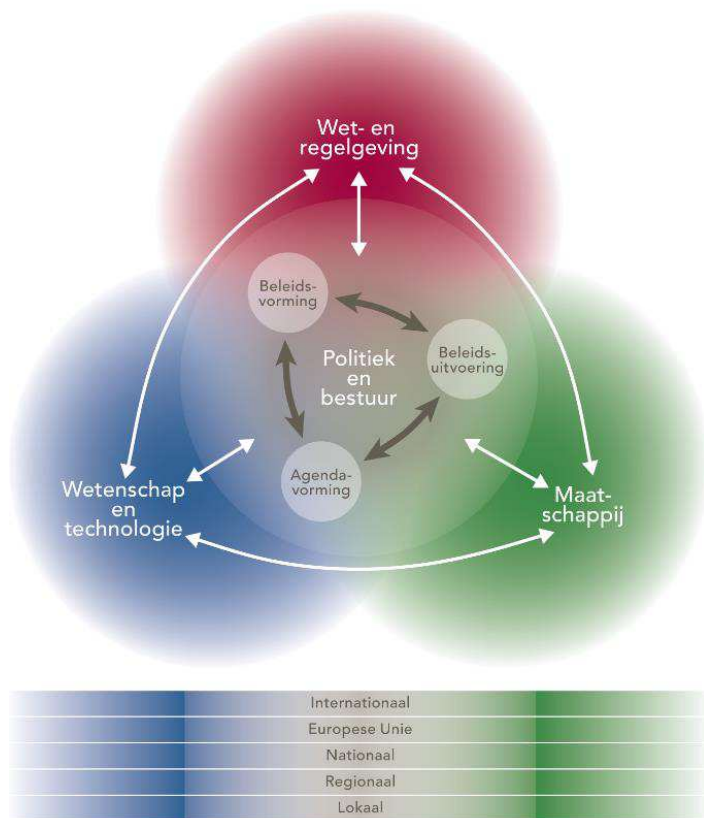 Wet- en
regelgeving
Beleids-
vorming
Beleids-
uitvoering
Politiek
en
bestuur
Agenda-
vorming
Wetenschap
en
technologie
Maat-
schappij
Internationaal
Europese Unie
Nationaal
Regionaal
Lokaal